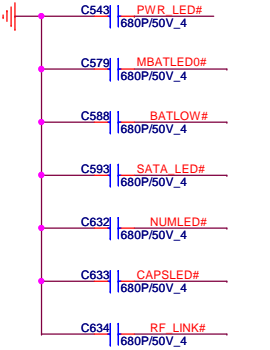 C543 PWR_LED#
680P/50V_4
C579 MBATLED0#
680P/50V_4
C588 BATLOW#
680P/50V_4
C593 SATA_LED#
680P/50V_4
C632 NUMLED#
680P/50V_4
C633 CAPSLED#
680P/50V_4
C634 RF_LINK#
680P/50V_4